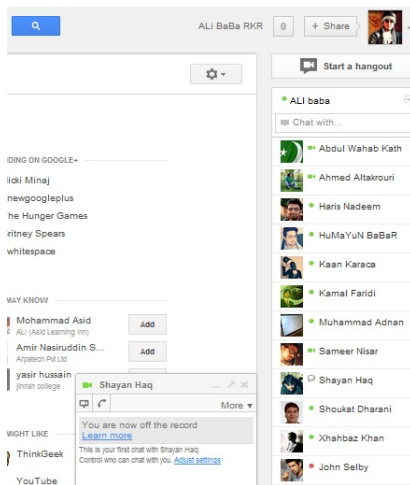 ALi BaBa RKR 0 + Share
Start a hangout
ALI baba
Chat with...
DING ON GOOGLE+
licki Minaj
newgoogleplus
he Hunger Games
ritney Spears
whitespace
MAY KNOW
Mohammad Asid
ALI (Asid Learning Inn)
Add
Amir Nasiruddin S...
Arpatech Pvt Ltd
Add
yasir hussain
jinnah college
MIGHT LIKE
ThinkGeek
YouTube
Shayan Haq
More
You are now off the record
Learn more
This is your first chat with Shayan Haq.
Control who can chat with you. Adjust settings
Abdul Wahab Kath
Ahmed Altakrouri
Haris Nadeem
HuMaYuN BaBaR
Kaan Karaca
Kamal Faridi
Muhammad Adnan
Sameer Nisar
Shayan Haq
Shoukat Dharani
Xhahbaz Khan
John Selby